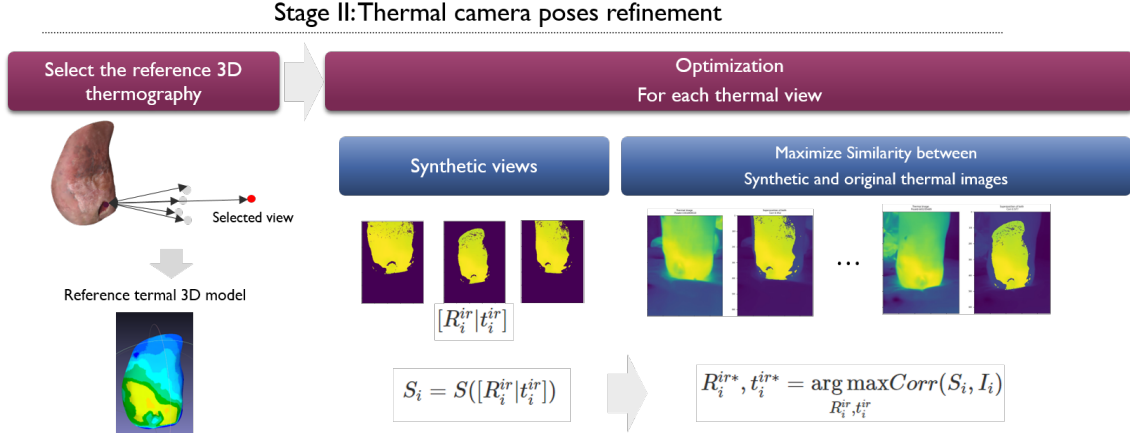 Stage II: Thermal camera poses refinement
Select the reference 3D
thermography
Optimization
For each thermal view
Selected view
Reference termal 3D model
Synthetic views
Maximize Similarity between
Synthetic and original thermal images
...
[R_i^{ir}|t_i^{ir}]
S_i = S([R_i^{ir}|t_i^{ir}])
R_i^{ir*}, t_i^{ir*} = arg max Corr(S_i, I_i)
R_i^{ir}, t_i^{ir}